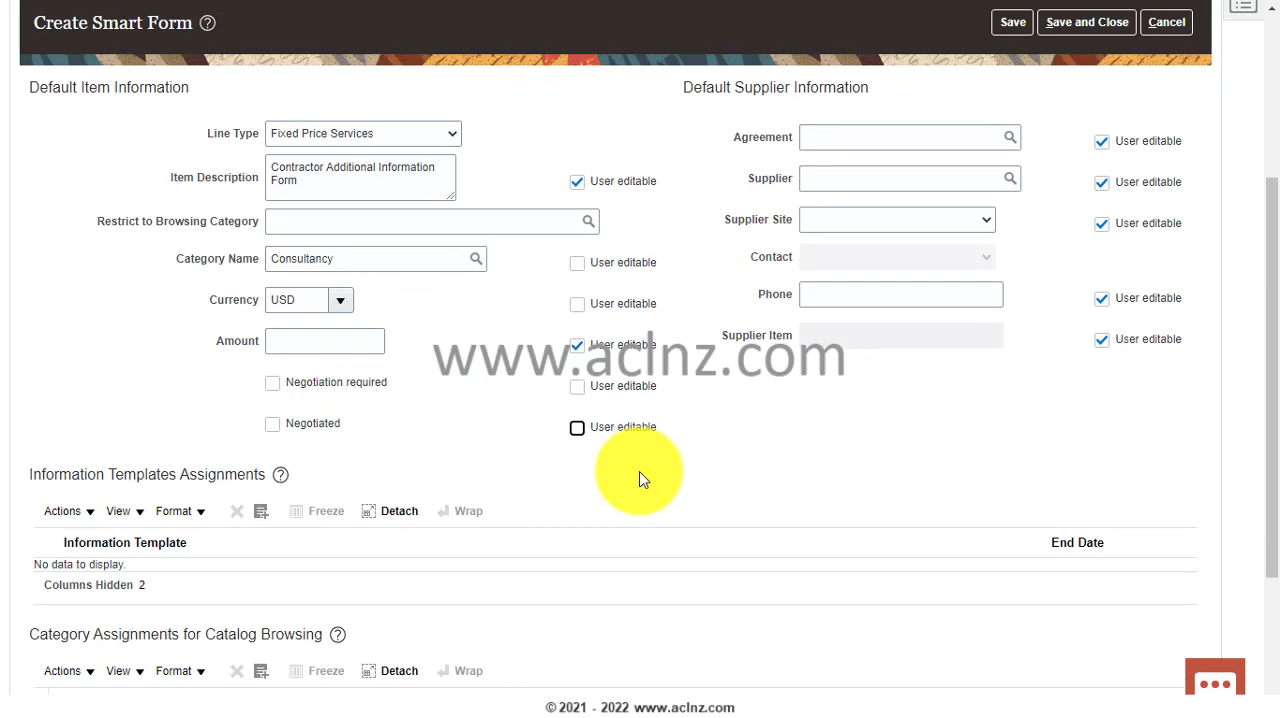 Create Smart Form
Save
Save and Close
Cancel
Default Item Information
Line Type
Fixed Price Services
Item Description
Contractor Additional Information
Form
User editable
Restrict to Browsing Category
Category Name
Consultancy
User editable
Currency
USD
User editable
Amount
User editable
Negotiation required
User editable
Negotiated
User editable
Default Supplier Information
Agreement
User editable
Supplier
User editable
Supplier Site
User editable
Contact
Phone
User editable
Supplier Item
User editable
www.aclnz.com
Information Templates Assignments
Actions View Format Freeze Detach Wrap
Information Template End Date
No data to display.
Columns Hidden 2
Category Assignments for Catalog Browsing
Actions View Format Freeze Detach Wrap
© 2021 - 2022 www.aclnz.com